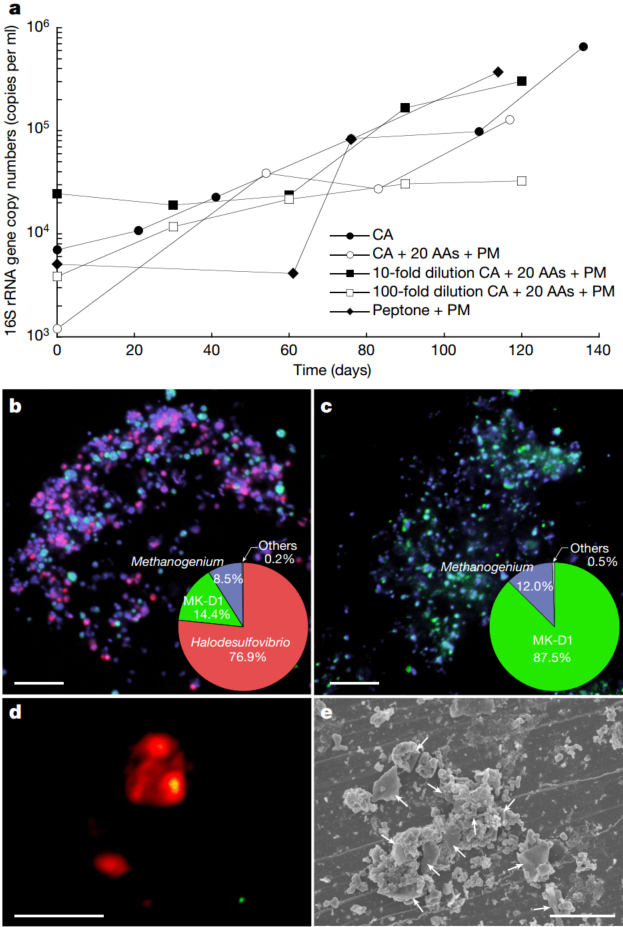 a
16S rRNA gene copy numbers (copies per ml)
10⁶
10⁵
10⁴
10³
0 20 40 60 80 100 120 140
Time (days)
CA
CA + 20 AAs + PM
10-fold dilution CA + 20 AAs + PM
100-fold dilution CA + 20 AAs + PM
Peptone + PM
b
Others
0.2%
Methanogenium
8.5%
MK-D1
14.4%
Halodesulfovibrio
76.9%
c
Others
0.5%
Methanogenium
12.0%
MK-D1
87.5%
d
e